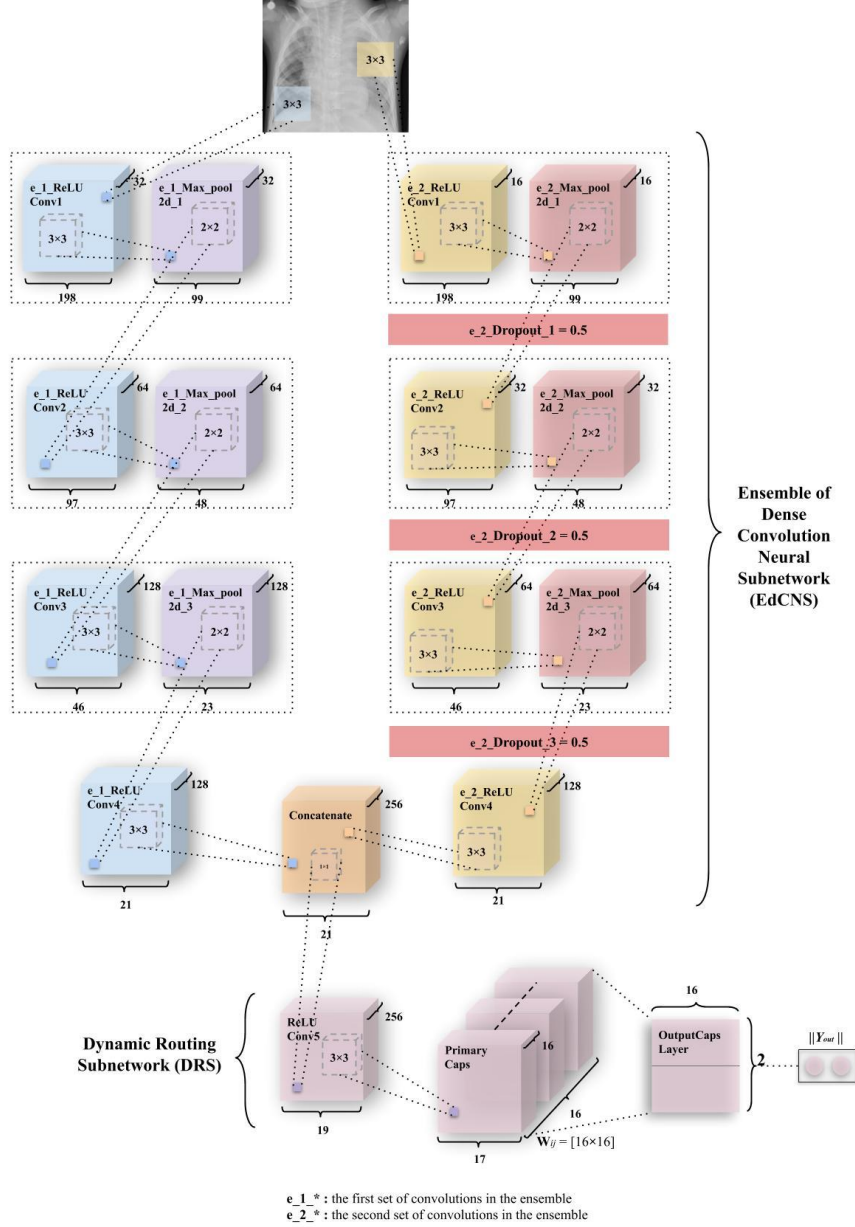 3×3
3×3
e_1_ReLU
Conv1
32
3×3
198
e_1_Max_pool
2d_1
32
2×2
99
e_2_ReLU
Conv1
16
3×3
198
e_2_Max_pool
2d_1
16
2×2
99
e_2_Dropout_1 = 0.5
e_1_ReLU
Conv2
64
3×3
97
e_1_Max_pool
2d_2
64
2×2
48
e_2_ReLU
Conv2
32
3×3
97
e_2_Max_pool
2d_2
32
2×2
48
e_2_Dropout_2 = 0.5
e_1_ReLU
Conv3
128
3×3
46
e_1_Max_pool
2d_3
128
2×2
23
e_2_ReLU
Conv3
64
3×3
46
e_2_Max_pool
2d_3
64
2×2
23
e_2_Dropout_3 = 0.5
Ensemble of
Dense
Convolution
Neural
Subnetwork
(EdCNS)
e_1_ReLU
Conv4
128
3×3
21
Concatenate
256
1×1
21
e_2_ReLU
Conv4
128
3×3
21
Dynamic Routing
Subnetwork (DRS)
ReLU
Conv5
256
3×3
19
Primary
Caps
16
16
17
W_ij = [16×16]
16
OutputCaps
Layer
2
||Y_out||
e_1_* : the first set of convolutions in the ensemble
e_2_* : the second set of convolutions in the ensemble